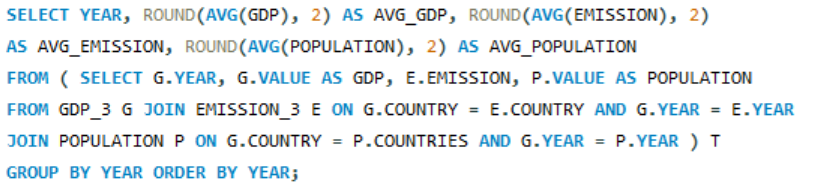 SELECT YEAR, ROUND(AVG(GDP), 2) AS AVG_GDP, ROUND(AVG(EMISSION), 2)
AS AVG_EMISSION, ROUND(AVG(POPULATION), 2) AS AVG_POPULATION
FROM ( SELECT G.YEAR, G.VALUE AS GDP, E.EMISSION, P.VALUE AS POPULATION
FROM GDP_3 G JOIN EMISSION_3 E ON G.COUNTRY = E.COUNTRY AND G.YEAR = E.YEAR
JOIN POPULATION P ON G.COUNTRY = P.COUNTRIES AND G.YEAR = P.YEAR ) T
GROUP BY YEAR ORDER BY YEAR;